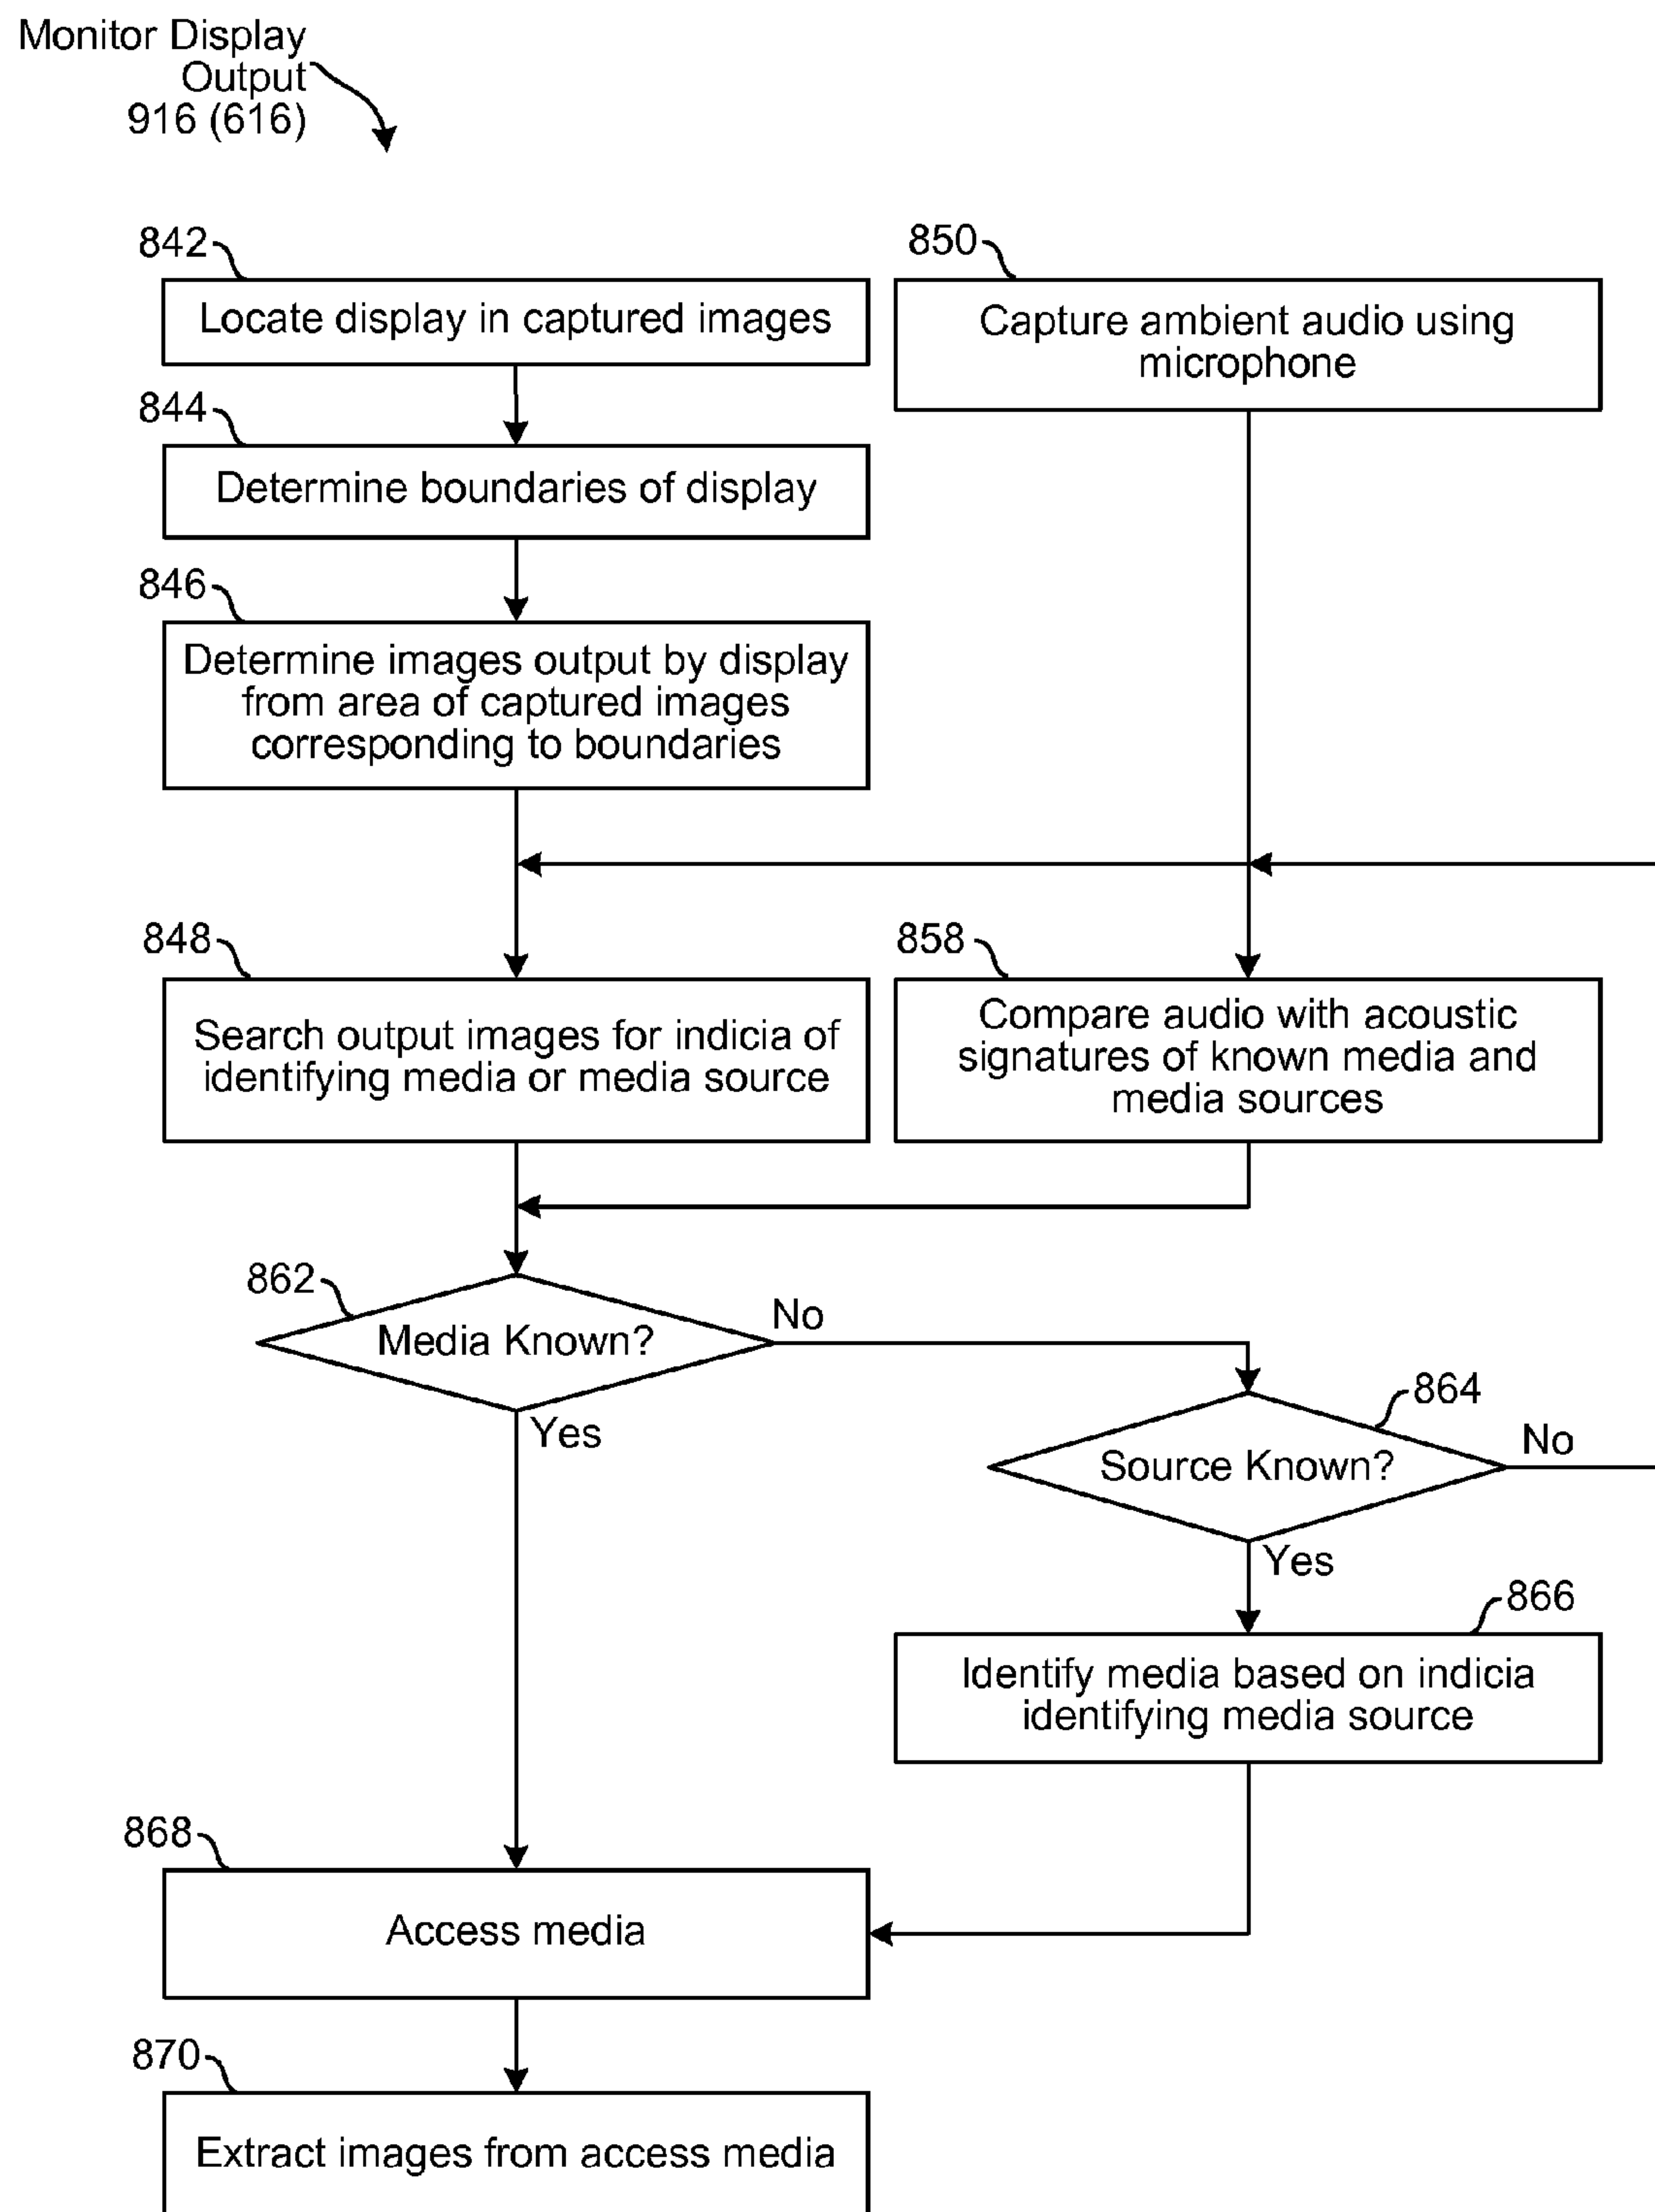 Monitor Display
Output
916 (616)
842
Locate display in captured images
850
Capture ambient audio using
microphone
844
Determine boundaries of display
846
Determine images output by display
from area of captured images
corresponding to boundaries
848
Search output images for indicia of
identifying media or media source
858
Compare audio with acoustic
signatures of known media and
media sources
862
Media Known?
No
Yes
864
Source Known?
No
Yes
866
Identify media based on indicia
identifying media source
868
Access media
870
Extract images from access media